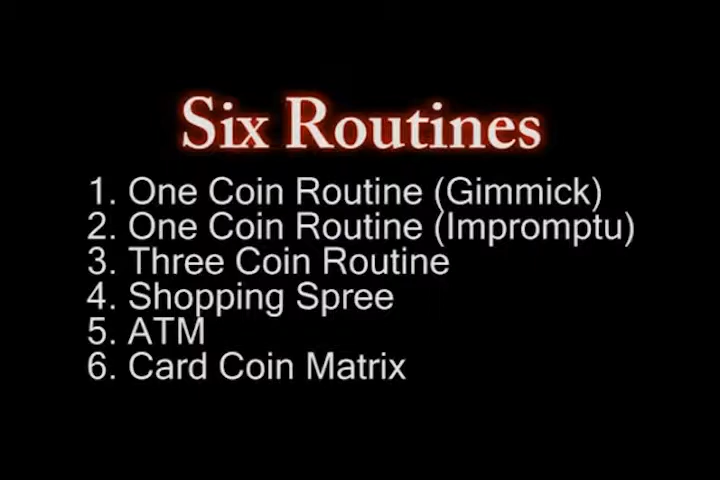 Six Routines
1. One Coin Routine (Gimmick)
2. One Coin Routine (Impromptu)
3. Three Coin Routine
4. Shopping Spree
5. ATM
6. Card Coin Matrix